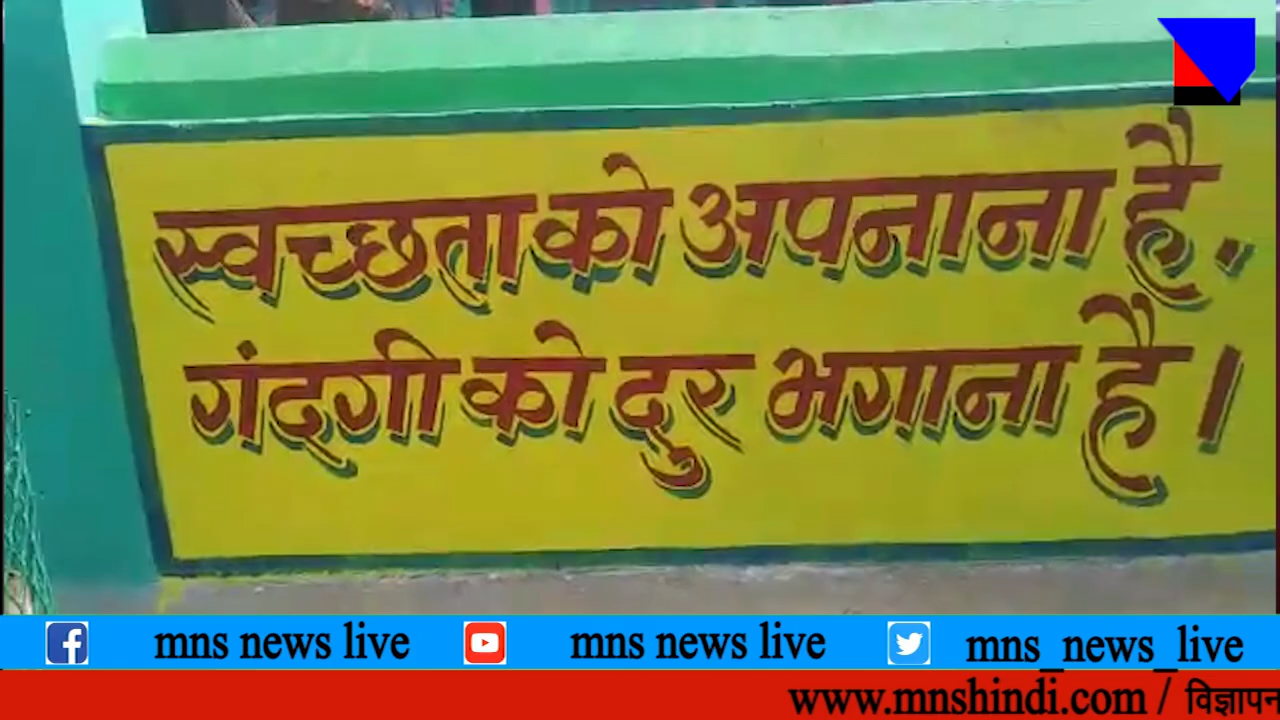 स्वच्छता को अपनाना है,
गंदगी को दुर भगाना है।
mns news live mns news live mns_news_live
www.mnshindi.com / विज्ञापन